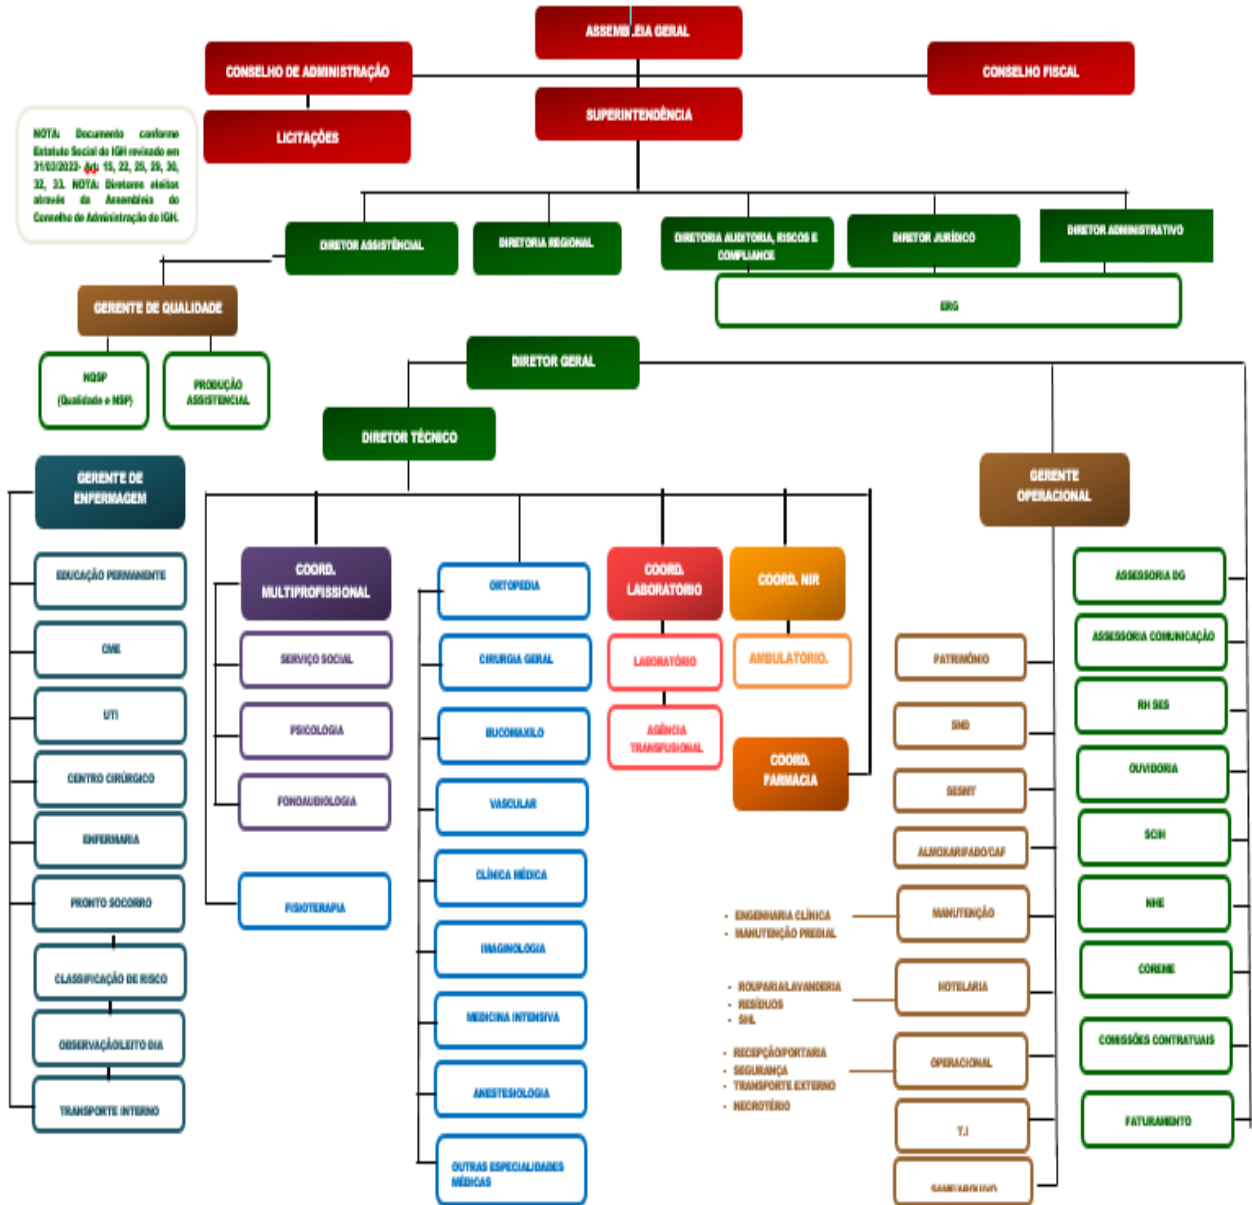 ASSEMBLEIA GERAL
CONSELHO DE ADMINISTRAÇÃO
CONSELHO FISCAL
SUPERINTENDÊNCIA
LICITAÇÕES
NOTA: Documento conforme
Estatuto Social do IGH revisado em
31/03/2022- Art: 15, 22, 25, 29, 30,
32, 33. NOTA: Diretores eleitos
através da Assembleia do
Conselho de Admininitração do IGH.
DIRETOR ASSISTÊNCIAL
DIRETORIA REGIONAL
DIRETORIA AUDITORIA, RISCOS E
COMPLIANCE
DIRETOR JURÍDICO
DIRETOR ADMINISTRATIVO
ERG
GERENTE DE QUALIDADE
NQSP
(Qualidade e NSP)
PRODUÇÃO
ASSISTENCIAL
DIRETOR GERAL
DIRETOR TÉCNICO
GERENTE DE
ENFERMAGEM
EDUCAÇÃO PERMANENTE
CME
UTI
CENTRO CIRÚRGICO
ENFERMARIA
PRONTO SOCORRO
CLASSIFICAÇÃO DE RISCO
OBSERVAÇÃO/LEITO DIA
TRANSPORTE INTERNO
COORD.
MULTIPROFISSIONAL
SERVIÇO SOCIAL
PSICOLOGIA
FONOAUDIOLOGIA
FISIOTERAPIA
ORTOPEDIA
CIRURGIA GERAL
BUCOMAXILO
VASCULAR
CLÍNICA MÉDICA
IMAGINOLOGIA
MEDICINA INTENSIVA
ANESTESIOLOGIA
OUTRAS ESPECIALIDADES
MÉDICAS
COORD.
LABORATORIO
LABORATÓRIO
AGÊNCIA
TRANSFUSIONAL
COORD. NIR
AMBULATÓRIO.
COORD.
FARMACIA
GERENTE
OPERACIONAL
PATRIMÔNIO
SND
SESMT
ALMOXARIFADO/CAF
MANUTENÇÃO
- ENGENHARIA CLÍNICA
- MANUTENÇÃO PREDIAL
HOTELARIA
- ROUPARIA/LAVANDERIA
- RESÍDUOS
- SHL
OPERACIONAL
- RECEPÇÃO/PORTARIA
- SEGURANÇA
- TRANSPORTE EXTERNO
- NECROTÉRIO
T.I
SAME/ARQUIVO
ASSESSORIA DG
ASSESSORIA COMUNICAÇÃO
RH SES
OUVIDORIA
SCIH
NHE
COREME
COMISSÕES CONTRATUAIS
FATURAMENTO